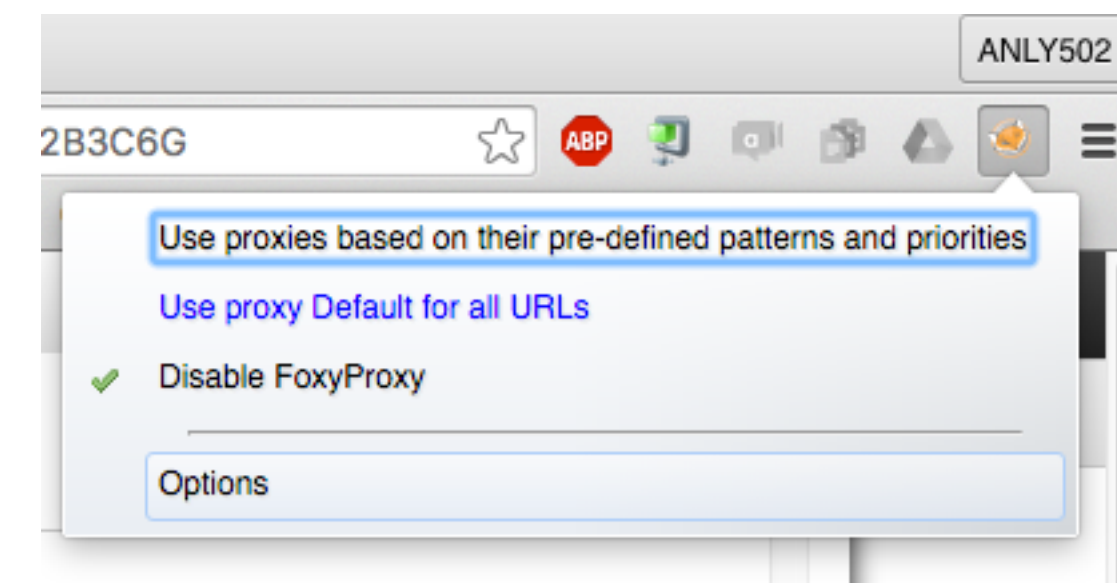 ANLY502
2B3C6G
ABP
a
Use proxies based on their pre-defined patterns and priorities
Use proxy Default for all URLs
Disable FoxyProxy
Options